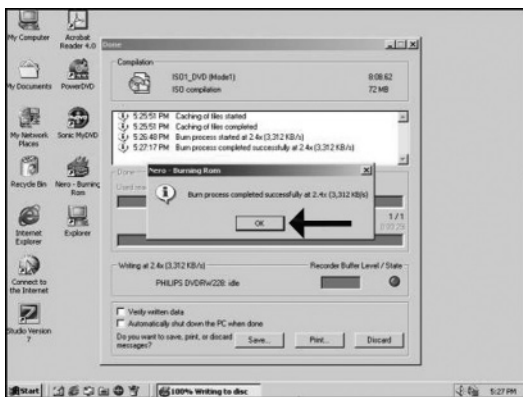 My Computer
Acrobat
Reader 4.0
My Documents
PowerDVD
My Network
Places
Sonic MyDVD
Recycle Bin
Nero - Burning
Rom
Internet
Explorer
Explorer
Connect to
the Internet
Studio Version
7
Done
Compilation
ISO1_DVD (Mode1)
8:08.62
ISO compilation
72 MB
5:25:51 PM Caching of files started
5:25:51 PM Caching of files completed
5:26:48 PM Burn process started at 2.4x (3,312 KB/s)
5:27:17 PM Burn process completed successfully at 2.4x (3,312 KB/s)
Done
Used
Nero - Burning Rom
Burn process completed successfully at 2.4x (3,312 KB/s)
OK
1 / 1
Writing at 2.4x (3,312 KB/s)
Recorder Buffer Level / State
PHILIPS DVDRW228: idle
Verify written data
Automatically shut down the PC when done
Do you want to save, print, or discard
messages?
Save...
Print...
Discard
Start
100% Writing to disc
5:27 PM